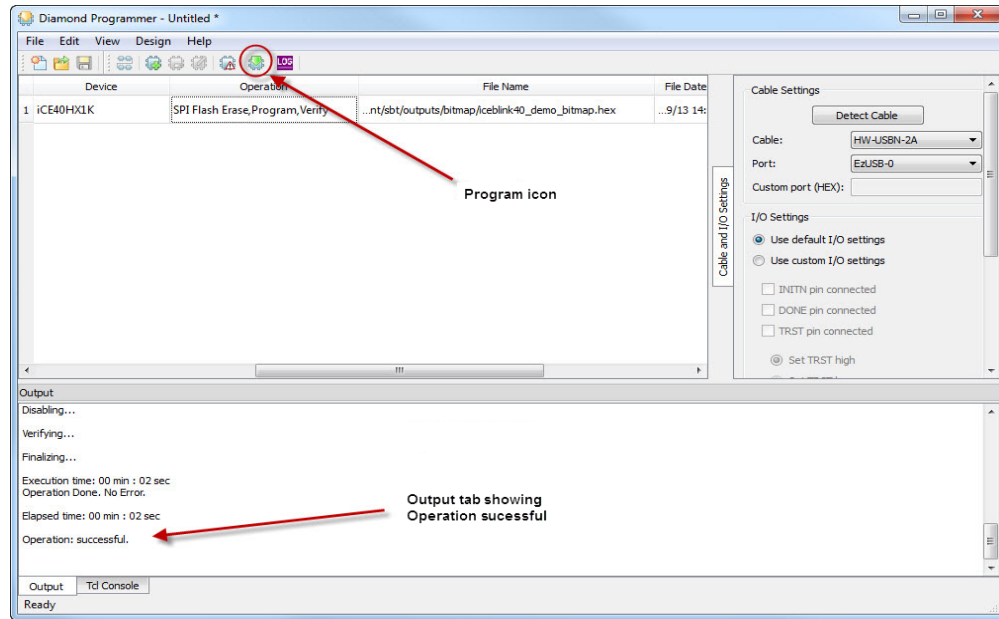 Diamond Programmer - Untitled *
File Edit View Design Help
LOG
Device Operation File Name File Date
1 iCE40HX1K SPI Flash Erase,Program,Verify ...nt/sbt/outputs/bitmap/iceblink40_demo_bitmap.hex ...9/13 14:
Program icon
Cable and I/O Settings
Cable Settings
Detect Cable
Cable: HW-USBN-2A
Port: EzUSB-0
Custom port (HEX):
I/O Settings
Use default I/O settings
Use custom I/O settings
INITN pin connected
DONE pin connected
TRST pin connected
Set TRST high
Output
Disabling...
Verifying...
Finalizing...
Execution time: 00 min : 02 sec
Operation Done. No Error.
Elapsed time: 00 min : 02 sec
Operation: successful.
Output tab showing
Operation sucessful
Output Tcl Console
Ready